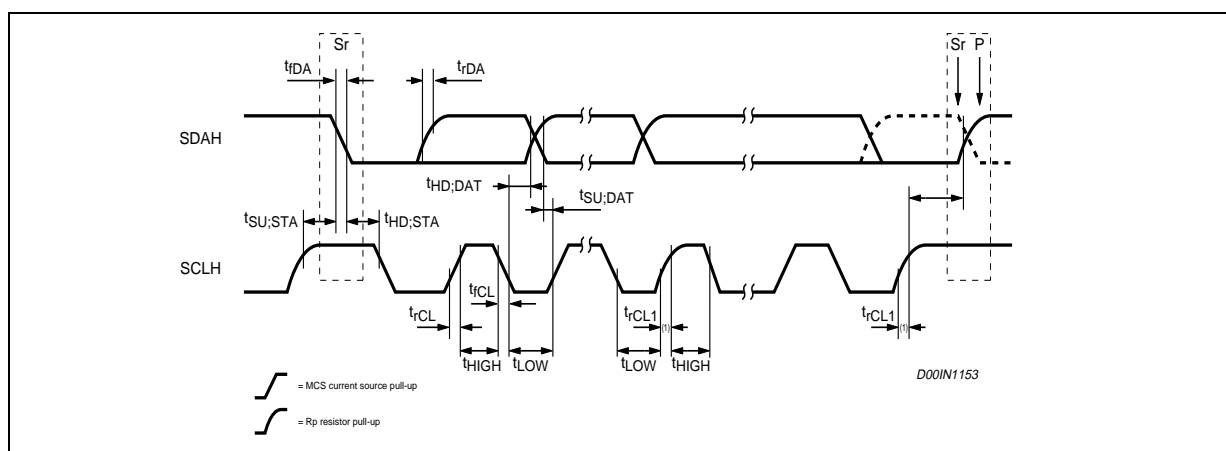 Sr
Sr P
tfDA
trDA
SDAH
tHD;DAT
tSU;DAT
tSU;STA
tHD;STA
SCLH
tfCL
trCL
trCL1
(1)
trCL1
(1)
tHIGH
tLOW
tLOW
tHIGH
D00IN1153
= MCS current source pull-up
= Rp resistor pull-up